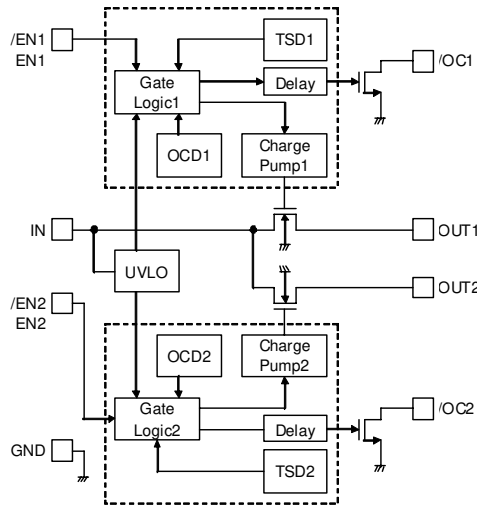 /EN1
EN1
TSD1
/OC1
Gate
Logic1
Delay
OCD1
Charge
Pump1
IN
OUT1
UVLO
/EN2
EN2
OUT2
OCD2
Charge
Pump2
Gate
Logic2
Delay
/OC2
GND
TSD2